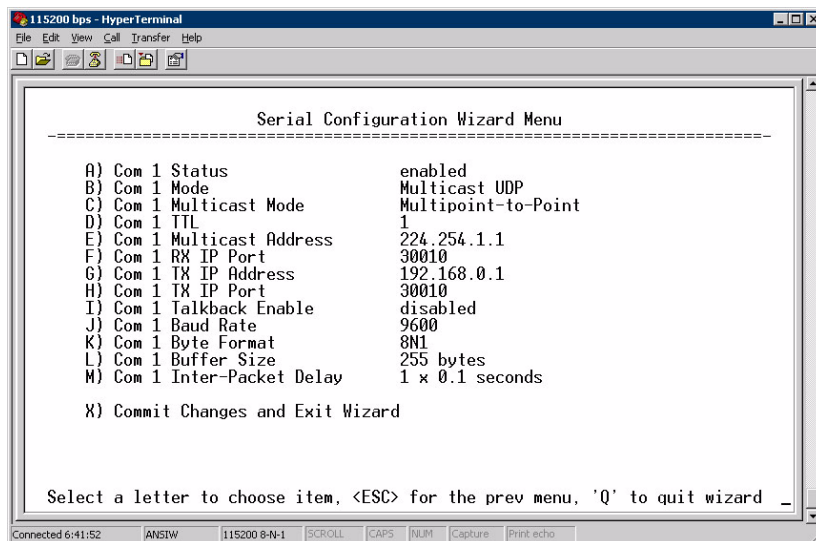 115200 bps - HyperTerminal
File Edit View Call Transfer Help
Serial Configuration Wizard Menu
-==========================================================================-
A) Com 1 Status enabled
B) Com 1 Mode Multicast UDP
C) Com 1 Multicast Mode Multipoint-to-Point
D) Com 1 TTL 1
E) Com 1 Multicast Address 224.254.1.1
F) Com 1 RX IP Port 30010
G) Com 1 TX IP Address 192.168.0.1
H) Com 1 TX IP Port 30010
I) Com 1 Talkback Enable disabled
J) Com 1 Baud Rate 9600
K) Com 1 Byte Format 8N1
L) Com 1 Buffer Size 255 bytes
M) Com 1 Inter-Packet Delay 1 x 0.1 seconds
X) Commit Changes and Exit Wizard
Select a letter to choose item, <ESC> for the prev menu, 'Q' to quit wizard _
Connected 6:41:52 ANSIW 115200 8-N-1 SCROLL CAPS NUM Capture Print echo